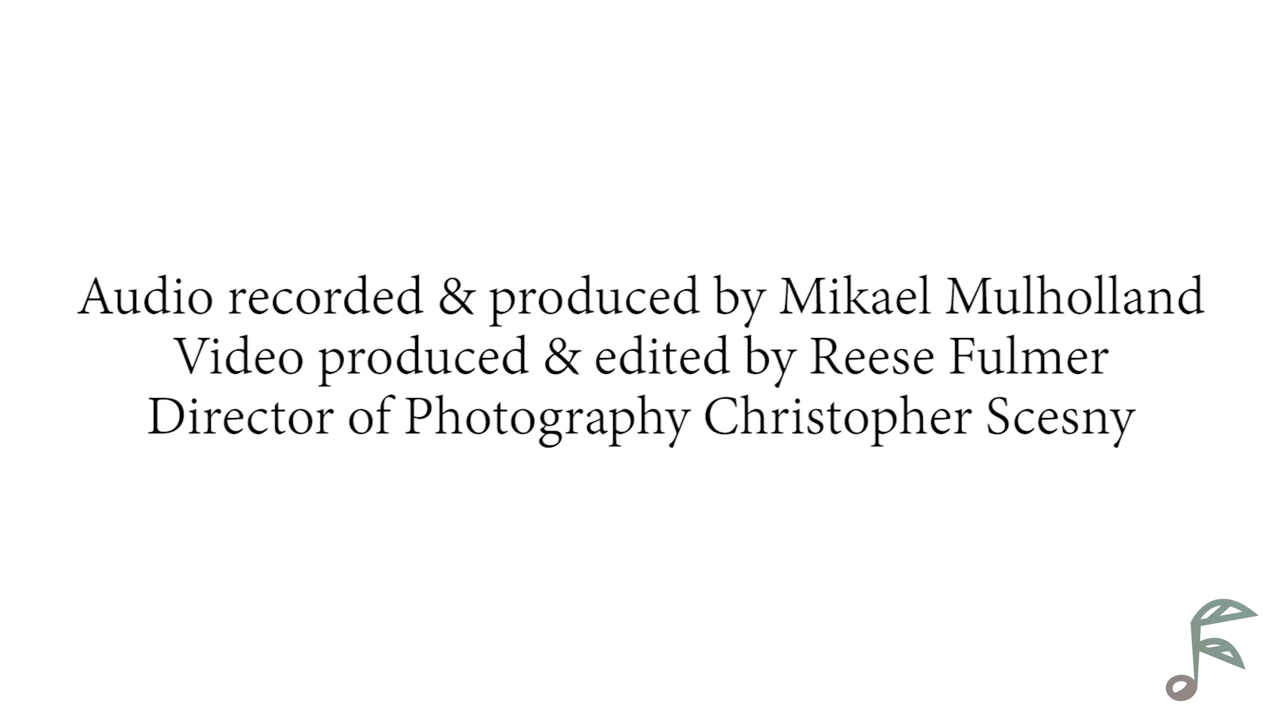 Audio recorded & produced by Mikael Mulholland
Video produced & edited by Reese Fulmer
Director of Photography Christopher Scesny